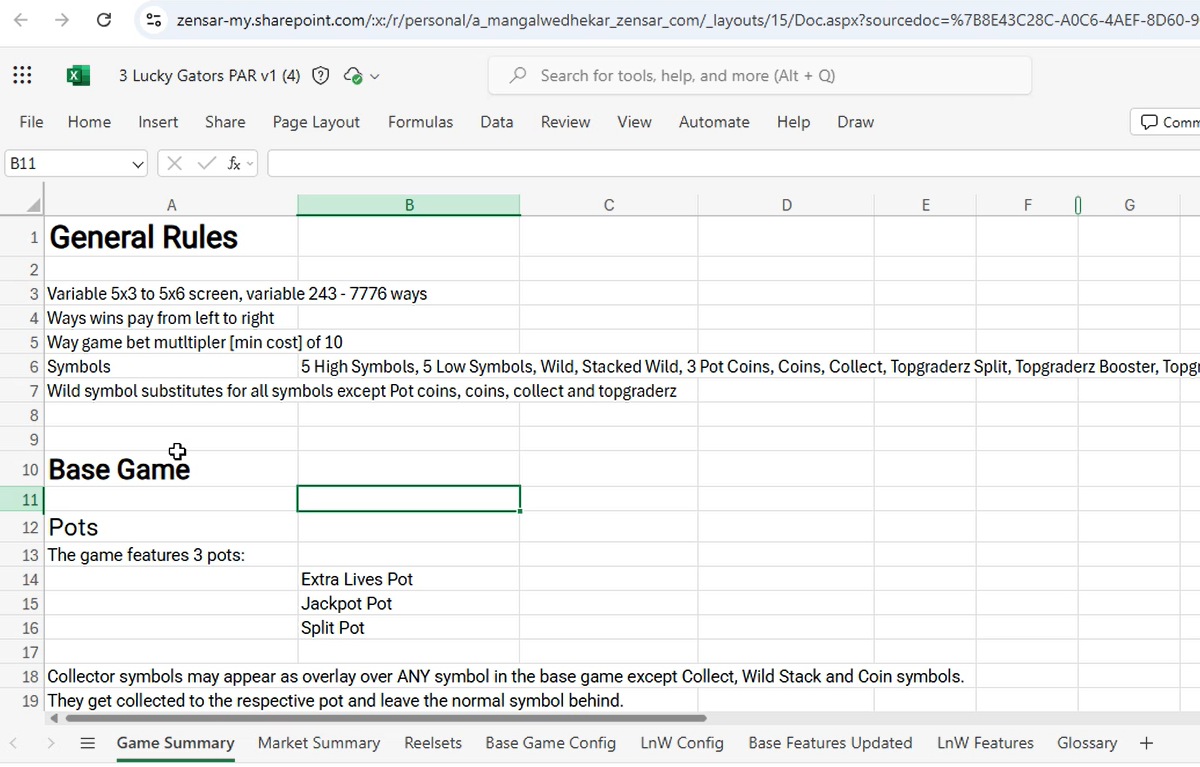 zensar-my.sharepoint.com/:x:/r/personal/a_mangalwedhekar_zensar_com/_layouts/15/Doc.aspx?sourcedoc=%7B8E43C28C-A0C6-4AEF-8D60-9
3 Lucky Gators PAR v1 (4)
Search for tools, help, and more (Alt + Q)
File Home Insert Share Page Layout Formulas Data Review View Automate Help Draw Comm
B11 fx
A B C D E F G
1 General Rules
2
3 Variable 5x3 to 5x6 screen, variable 243 - 7776 ways
4 Ways wins pay from left to right
5 Way game bet mutltipler [min cost] of 10
6 Symbols 5 High Symbols, 5 Low Symbols, Wild, Stacked Wild, 3 Pot Coins, Coins, Collect, Topgraderz Split, Topgraderz Booster, Topgr
7 Wild symbol substitutes for all symbols except Pot coins, coins, collect and topgraderz
8
9
10 Base Game
11
12 Pots
13 The game features 3 pots:
14 Extra Lives Pot
15 Jackpot Pot
16 Split Pot
17
18 Collector symbols may appear as overlay over ANY symbol in the base game except Collect, Wild Stack and Coin symbols.
19 They get collected to the respective pot and leave the normal symbol behind.
Game Summary Market Summary Reelsets Base Game Config LnW Config Base Features Updated LnW Features Glossary +